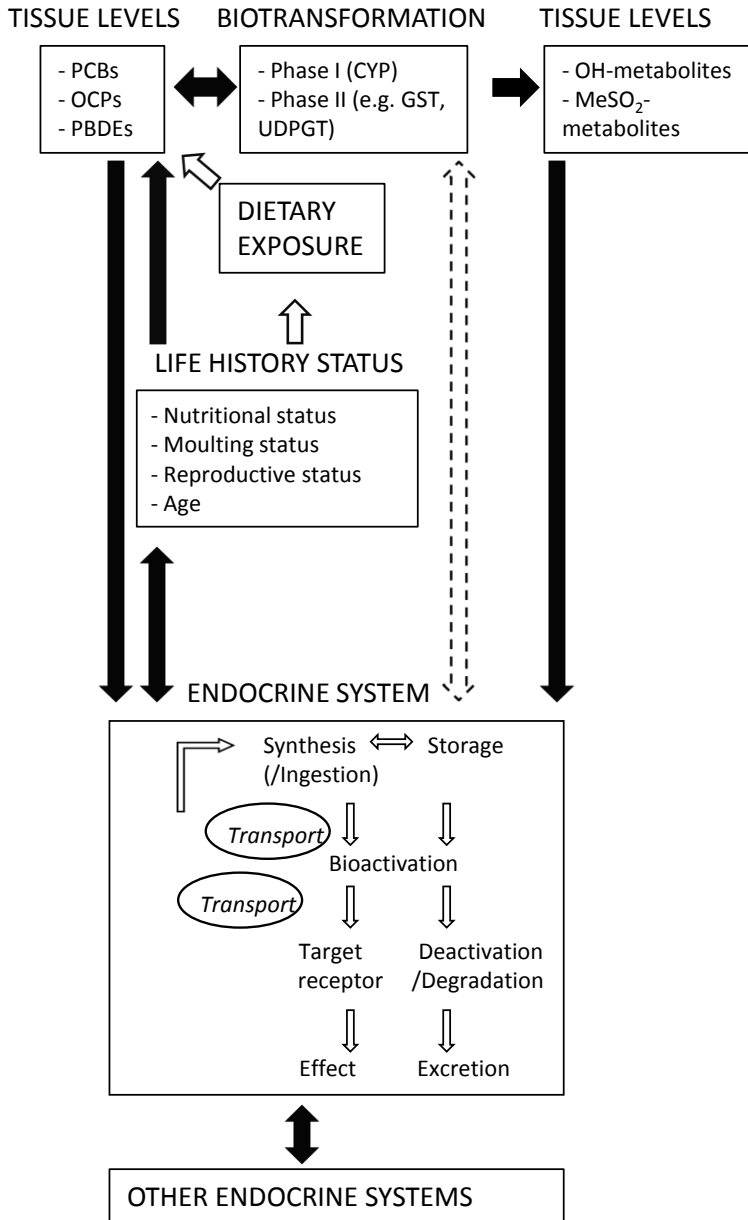 TISSUE LEVELS
BIOTRANSFORMATION
TISSUE LEVELS
- PCBs
- OCPs
- PBDEs
- Phase I (CYP)
- Phase II (e.g. GST,
UDPGT)
- OH-metabolites
- MeSO₂-
metabolites
DIETARY
EXPOSURE
LIFE HISTORY STATUS
- Nutritional status
- Moulting status
- Reproductive status
- Age
ENDOCRINE SYSTEM
Synthesis
(/Ingestion)
Storage
Transport
Bioactivation
Transport
Target
receptor
Deactivation
/Degradation
Effect
Excretion
OTHER ENDOCRINE SYSTEMS